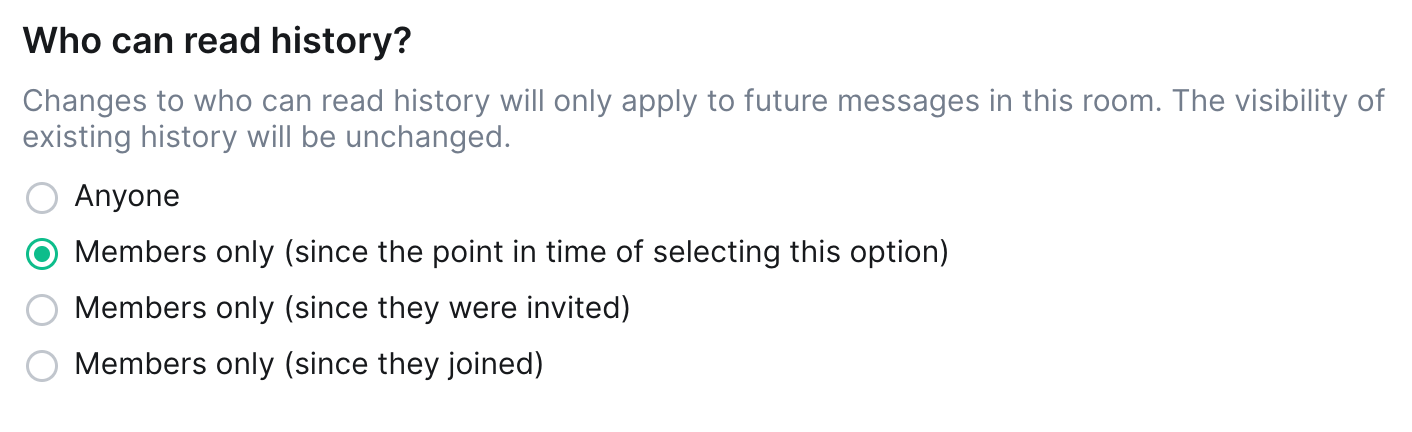 Who can read history?
Changes to who can read history will only apply to future messages in this room. The visibility of
existing history will be unchanged.
Anyone
Members only (since the point in time of selecting this option)
Members only (since they were invited)
Members only (since they joined)